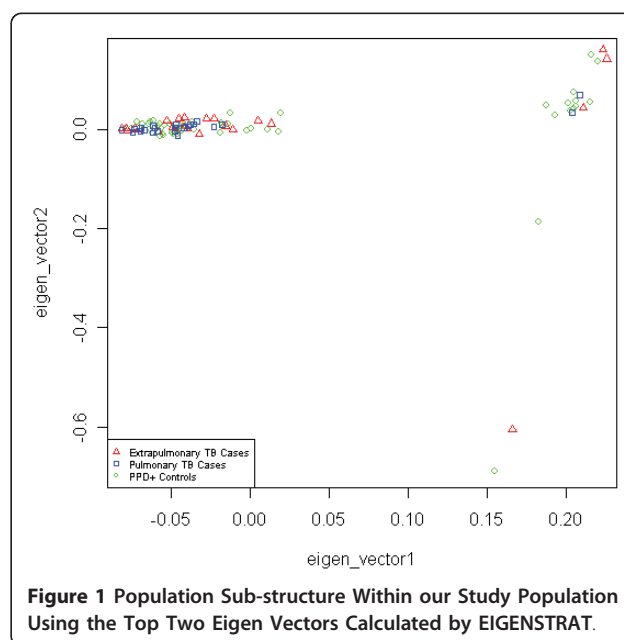 eigen_vector2
0.0
-0.2
-0.4
-0.6
Extrapulmonary TB Cases
Pulmonary TB Cases
PPD+ Controls
-0.05 0.00 0.05 0.10 0.15 0.20
eigen_vector1
Figure 1 Population Sub-structure Within our Study Population
Using the Top Two Eigen Vectors Calculated by EIGENSTRAT.